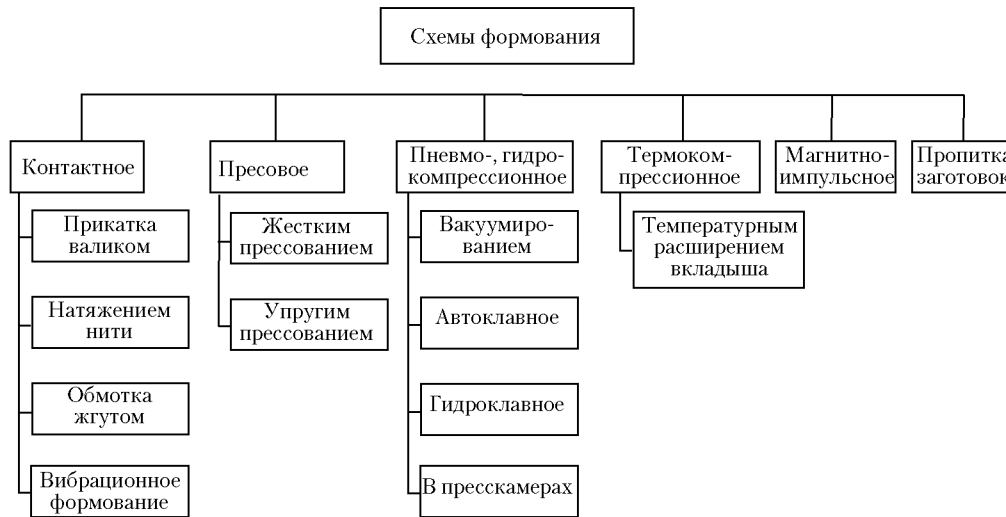 Схемы формования
Контактное
Пресовое
Пневмо-, гидро-
компрессионное
Термоком-
прессионное
Магнитно-
импульсное
Пропитка
заготовок
Прикатка
валиком
Натяжением
нити
Обмотка
жгутом
Вибрационное
формование
Жестким
прессованием
Упругим
прессованием
Вакуумиро-
ванием
Автоклавное
Гидроклавное
В пресскамерах
Температурным
расширением
вкладыша